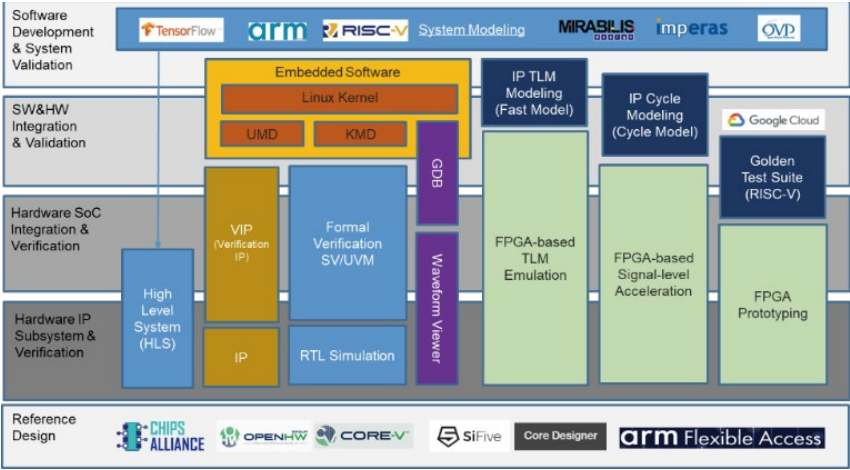 Software
Development
& System
Validation
TensorFlow
arm
RISC-V
System Modeling
MIRABILIS
DESIGN
imperas
OVP
Embedded Software
Linux Kernel
UMD
KMD
IP TLM
Modeling
(Fast Model)
SW&HW
Integration
& Validation
IP Cycle
Modeling
(Cycle Model)
Google Cloud
GDB
Golden
Test Suite
(RISC-V)
Hardware SoC
Integration &
Verification
VIP
(Verification
IP)
Formal
Verification
SV/UVM
FPGA-based
TLM
Emulation
FPGA-based
Signal-level
Acceleration
High
Level
System
(HLS)
Waveform Viewer
FPGA
Prototyping
Hardware IP
Subsystem &
Verification
IP
RTL Simulation
Reference
Design
CHIPS
ALLIANCE
OPENHW
CORE-V
SiFive
Core Designer
arm Flexible Access